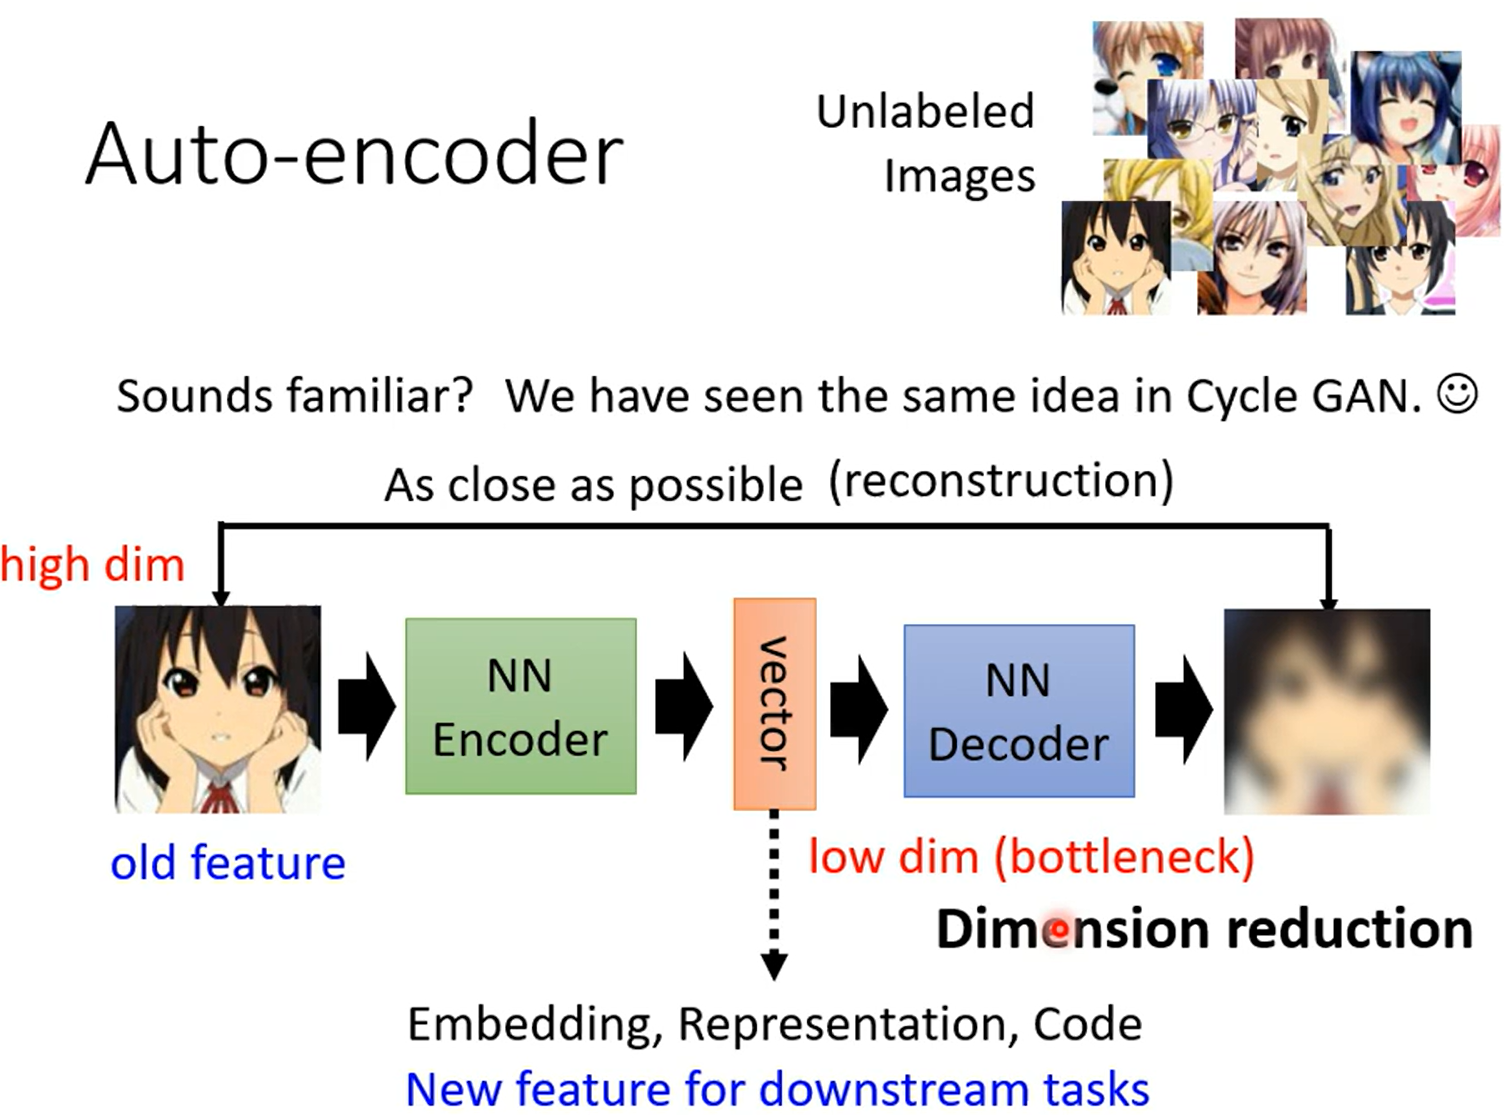 Auto-encoder
Unlabeled
Images
Sounds familiar? We have seen the same idea in Cycle GAN. ☺
As close as possible (reconstruction)
high dim
NN
Encoder
vector
NN
Decoder
old feature
low dim (bottleneck)
Dimension reduction
Embedding, Representation, Code
New feature for downstream tasks